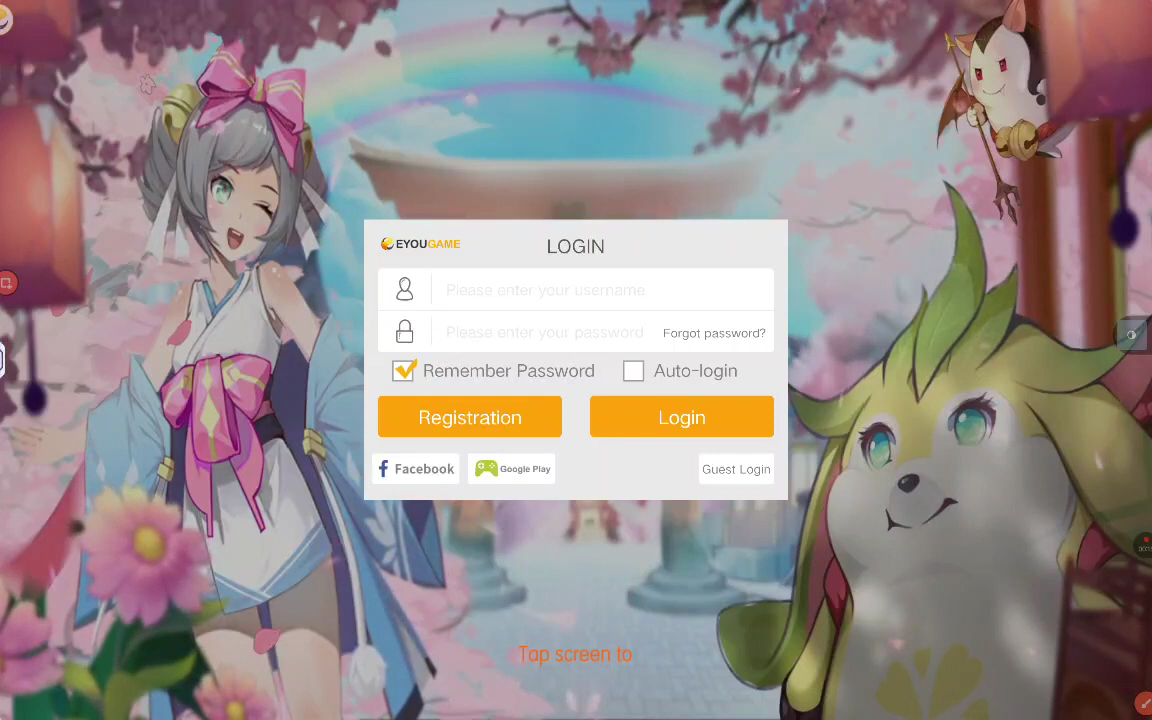 EYOUGAME
LOGIN
Please enter your username
Please enter your password
Forgot password?
Remember Password
Auto-login
Registration
Login
Facebook
Google Play
Guest Login
Tap screen to